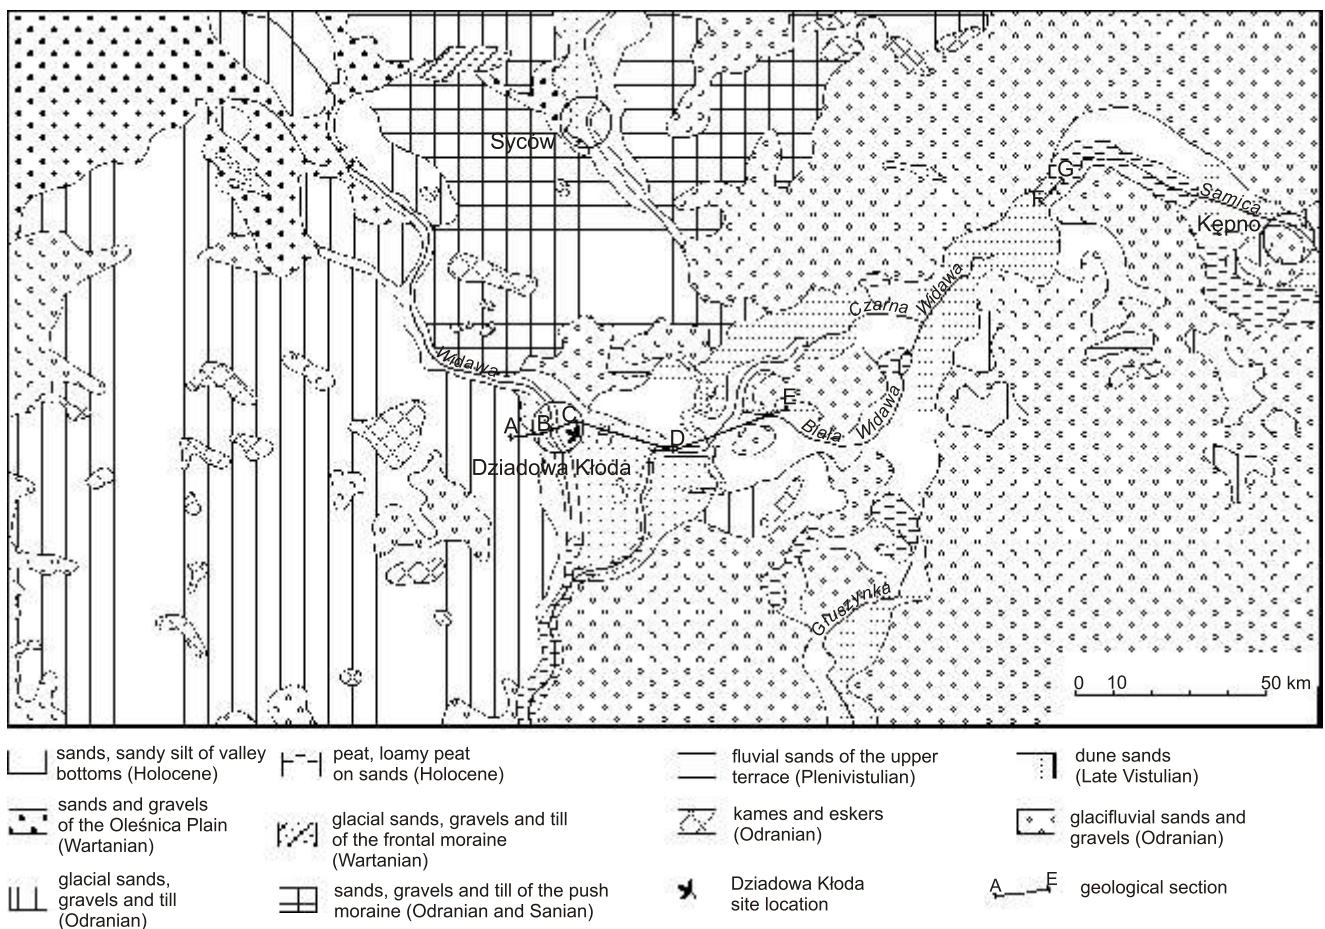 Syców
G
F
Samica
Kępno
Czarna Widawa
Widawa
E
A
B
C
D
Biała Widawa
Dziadowa Kłoda
Głuszynka
0 10 50 km
sands, sandy silt of valley
bottoms (Holocene)
peat, loamy peat
on sands (Holocene)
fluvial sands of the upper
terrace (Plenivistulian)
dune sands
(Late Vistulian)
sands and gravels
of the Oleśnica Plain
(Wartanian)
glacial sands, gravels and till
of the frontal moraine
(Wartanian)
kames and eskers
(Odranian)
glacifluvial sands and
gravels (Odranian)
glacial sands,
gravels and till
(Odranian)
sands, gravels and till of the push
moraine (Odranian and Sanian)
Dziadowa Kłoda
site location
A E
geological section